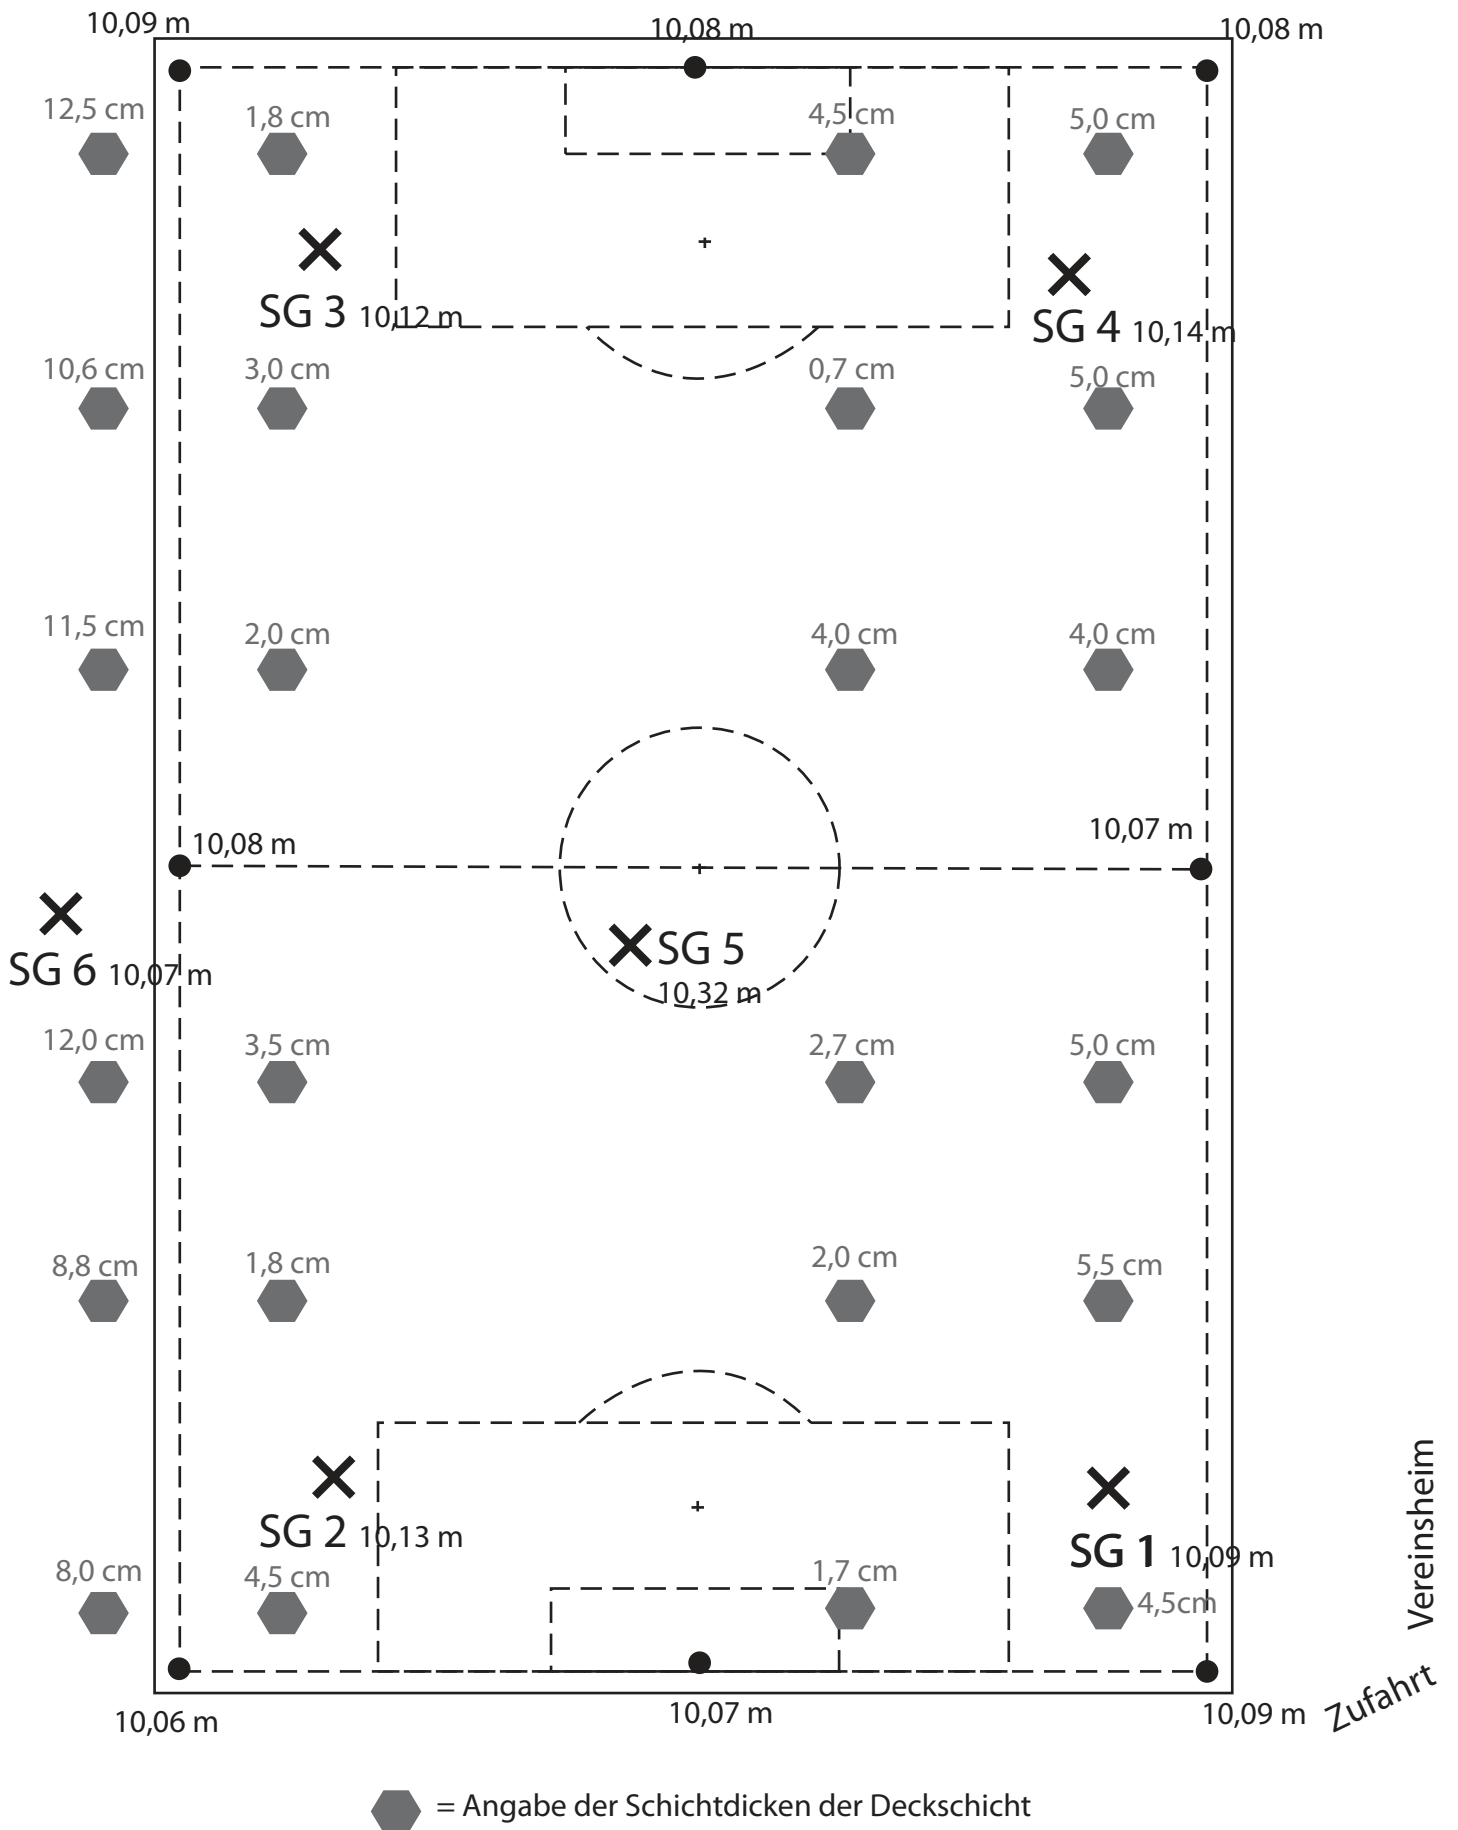 10,09 m
10,08 m
10,08 m
12,5 cm
1,8 cm
4,5 cm
5,0 cm
SG 3 10,12 m
SG 4 10,14 m
10,6 cm
3,0 cm
0,7 cm
5,0 cm
11,5 cm
2,0 cm
4,0 cm
4,0 cm
10,08 m
10,07 m
SG 6 10,07 m
SG 5
10,32 m
12,0 cm
3,5 cm
2,7 cm
5,0 cm
8,8 cm
1,8 cm
2,0 cm
5,5 cm
SG 2 10,13 m
SG 1 10,09 m
8,0 cm
4,5 cm
1,7 cm
4,5cm
Vereinsheim
Zufahrt
10,06 m
10,07 m
10,09 m
= Angabe der Schichtdicken der Deckschicht